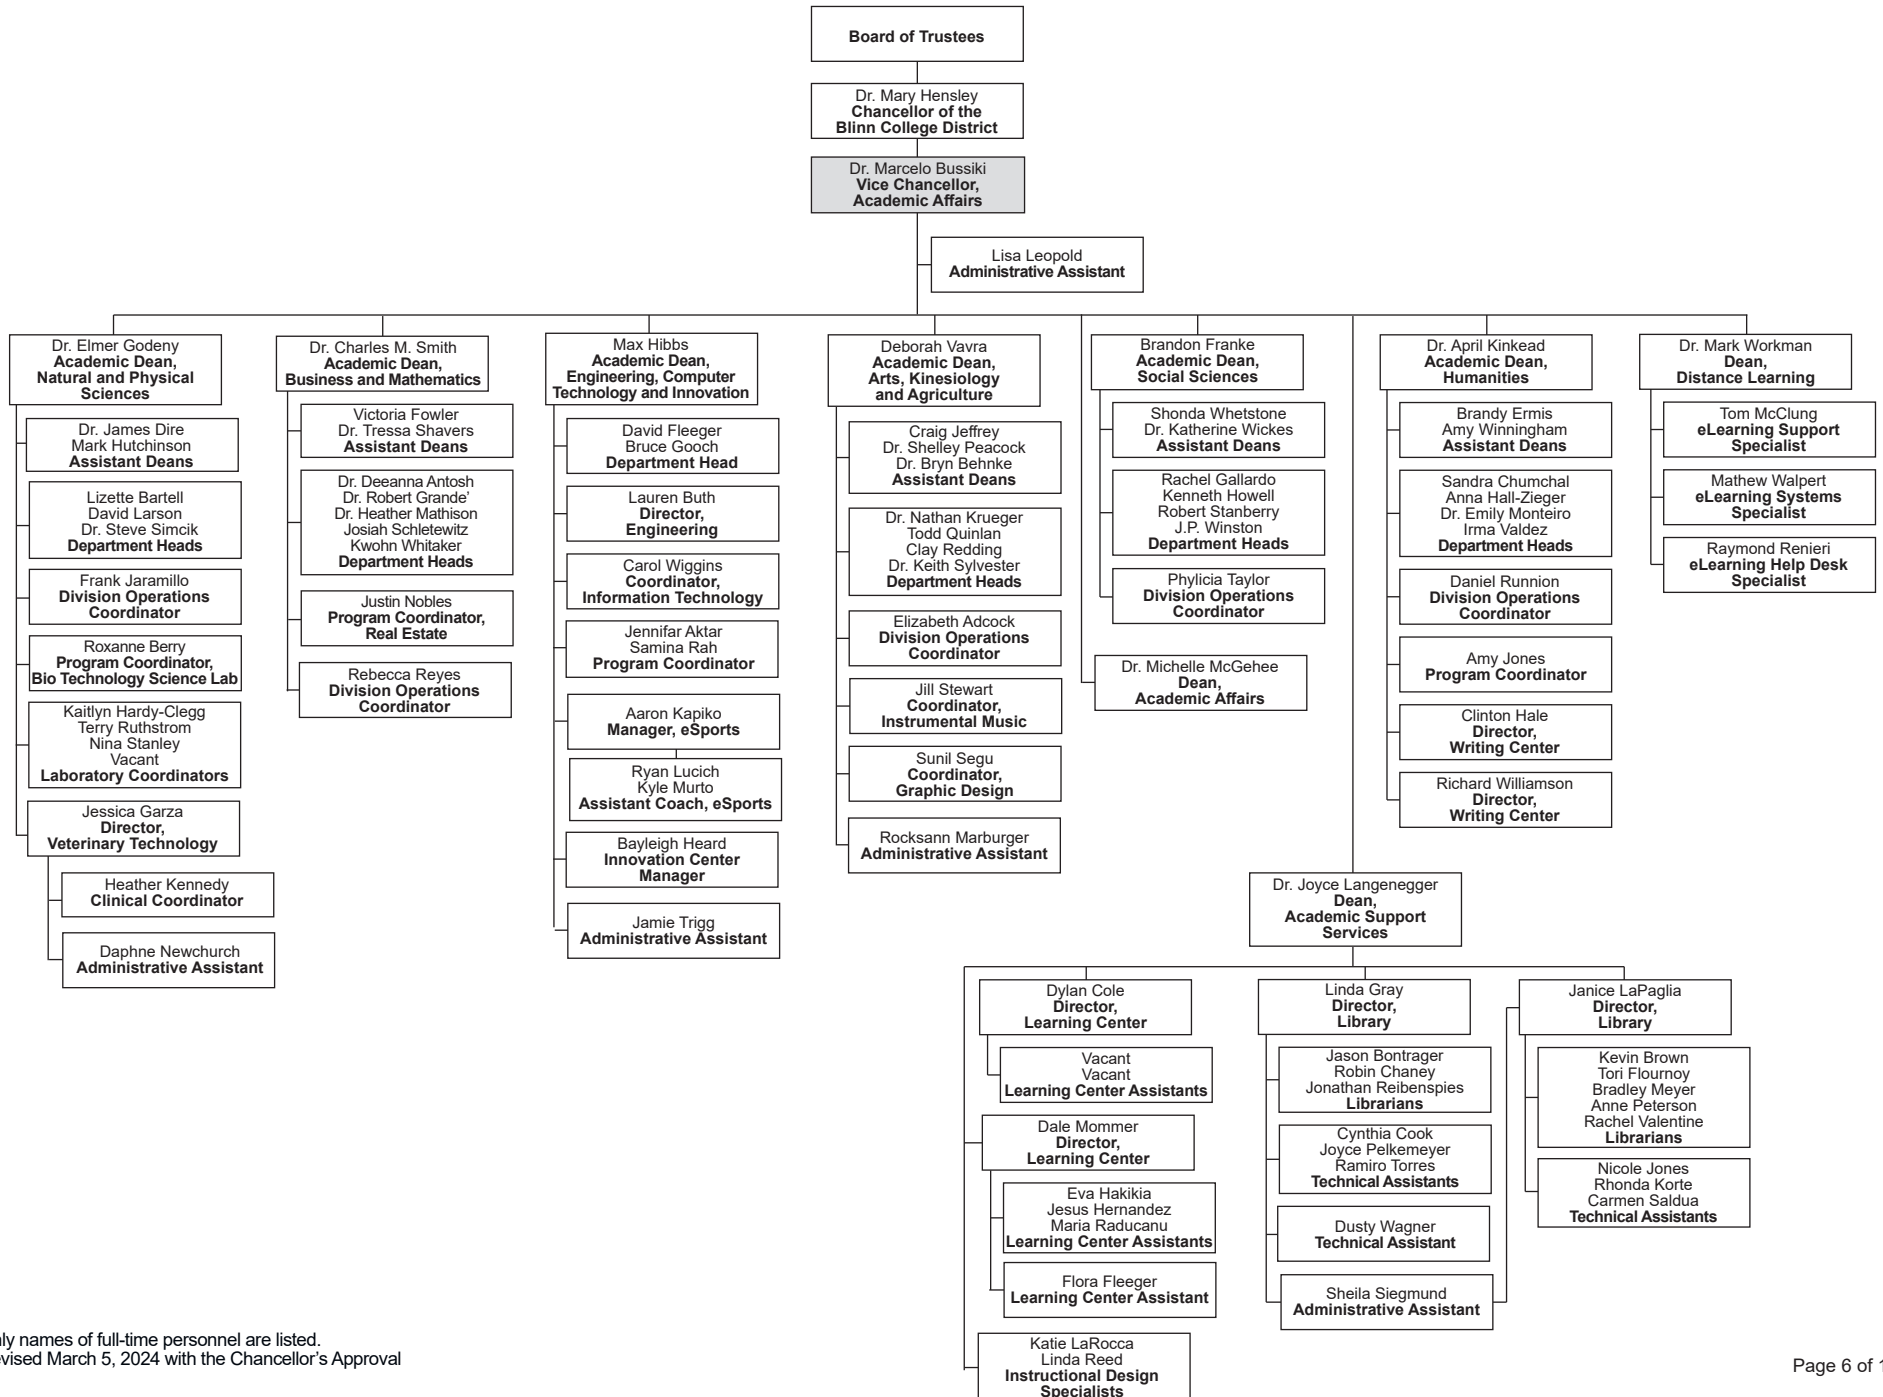 Board of Trustees
Dr. Mary Hensley
Chancellor of the
Blinn College District
Dr. Marcelo Bussiki
Vice Chancellor,
Academic Affairs
Lisa Leopold
Administrative Assistant
Dr. Elmer Godeny
Academic Dean,
Natural and Physical
Sciences
Dr. James Dire
Mark Hutchinson
Assistant Deans
Lizette Bartell
David Larson
Dr. Steve Simcik
Department Heads
Frank Jaramillo
Division Operations
Coordinator
Roxanne Berry
Program Coordinator,
Bio Technology Science Lab
Kaitlyn Hardy-Clegg
Terry Ruthstrom
Nina Stanley
Vacant
Laboratory Coordinators
Jessica Garza
Director,
Veterinary Technology
Heather Kennedy
Clinical Coordinator
Daphne Newchurch
Administrative Assistant
Dr. Charles M. Smith
Academic Dean,
Business and Mathematics
Victoria Fowler
Dr. Tressa Shavers
Assistant Deans
Dr. Deeanna Antosh
Dr. Robert Grande'
Dr. Heather Mathison
Josiah Schletewitz
Kwohn Whitaker
Department Heads
Justin Nobles
Program Coordinator,
Real Estate
Rebecca Reyes
Division Operations
Coordinator
Max Hibbs
Academic Dean,
Engineering, Computer
Technology and Innovation
David Fleeger
Bruce Gooch
Department Head
Lauren Buth
Director,
Engineering
Carol Wiggins
Coordinator,
Information Technology
Jennifar Aktar
Samina Rah
Program Coordinator
Aaron Kapiko
Manager, eSports
Ryan Lucich
Kyle Murto
Assistant Coach, eSports
Bayleigh Heard
Innovation Center
Manager
Jamie Trigg
Administrative Assistant
Deborah Vavra
Academic Dean,
Arts, Kinesiology
and Agriculture
Craig Jeffrey
Dr. Shelley Peacock
Dr. Bryn Behnke
Assistant Deans
Dr. Nathan Krueger
Todd Quinlan
Clay Redding
Dr. Keith Sylvester
Department Heads
Elizabeth Adcock
Division Operations
Coordinator
Jill Stewart
Coordinator,
Instrumental Music
Sunil Segu
Coordinator,
Graphic Design
Rocksann Marburger
Administrative Assistant
Brandon Franke
Academic Dean,
Social Sciences
Shonda Whetstone
Dr. Katherine Wickes
Assistant Deans
Rachel Gallardo
Kenneth Howell
Robert Stanberry
J.P. Winston
Department Heads
Phylicia Taylor
Division Operations
Coordinator
Dr. Michelle McGehee
Dean,
Academic Affairs
Dr. April Kinkead
Academic Dean,
Humanities
Brandy Ermis
Amy Winningham
Assistant Deans
Sandra Chumchal
Anna Hall-Zieger
Dr. Emily Monteiro
Irma Valdez
Department Heads
Daniel Runnion
Division Operations
Coordinator
Amy Jones
Program Coordinator
Clinton Hale
Director,
Writing Center
Richard Williamson
Director,
Writing Center
Dr. Mark Workman
Dean,
Distance Learning
Tom McClung
eLearning Support
Specialist
Mathew Walpert
eLearning Systems
Specialist
Raymond Renieri
eLearning Help Desk
Specialist
Dr. Joyce Langenegger
Dean,
Academic Support
Services
Dylan Cole
Director,
Learning Center
Vacant
Vacant
Learning Center Assistants
Dale Mommer
Director,
Learning Center
Eva Hakikia
Jesus Hernandez
Maria Raducanu
Learning Center Assistants
Flora Fleeger
Learning Center Assistant
Katie LaRocca
Linda Reed
Instructional Design
Specialists
Linda Gray
Director,
Library
Jason Bontrager
Robin Chaney
Jonathan Reibenspies
Librarians
Cynthia Cook
Joyce Pelkemeyer
Ramiro Torres
Technical Assistants
Dusty Wagner
Technical Assistant
Sheila Siegmund
Administrative Assistant
Janice LaPaglia
Director,
Library
Kevin Brown
Tori Flournoy
Bradley Meyer
Anne Peterson
Rachel Valentine
Librarians
Nicole Jones
Rhonda Korte
Carmen Saldua
Technical Assistants
names of full-time personnel are listed.
March 5, 2024 with the Chancellor's Approval
Page 6 of